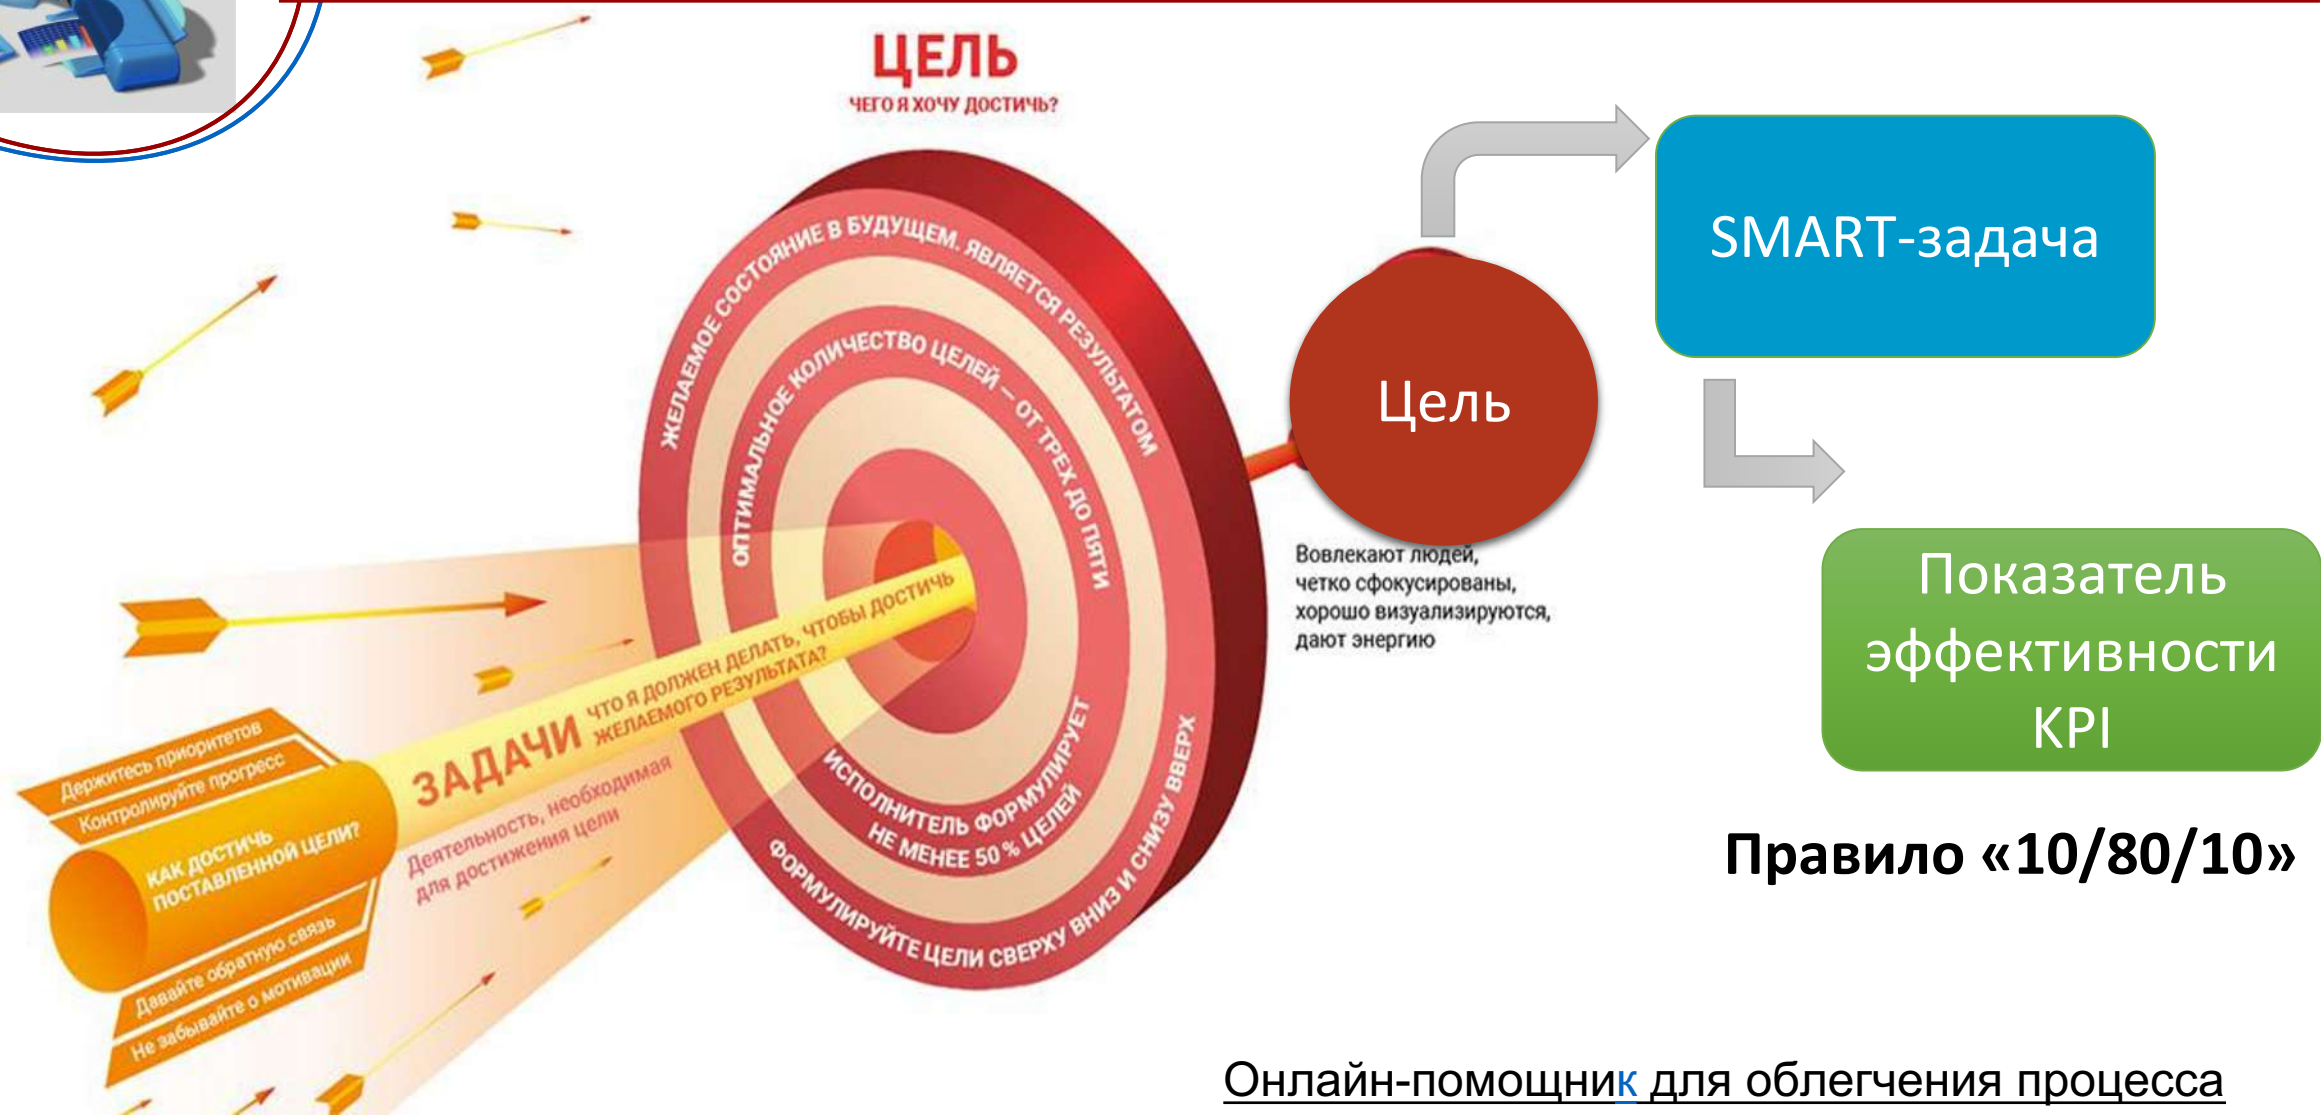 ЦЕЛЬ
ЧЕГО Я ХОЧУ ДОСТИЧЬ?
ЖЕЛАЕМОЕ СОСТОЯНИЕ В БУДУЩЕМ. ЯВЛЯЕТСЯ РЕЗУЛЬТАТОМ
ОПТИМАЛЬНОЕ КОЛИЧЕСТВО ЦЕЛЕЙ — ОТ ТРЕХ ДО ПЯТИ
ИСПОЛНИТЕЛЬ ФОРМУЛИРУЕТ
НЕ МЕНЕЕ 50 % ЦЕЛЕЙ
ФОРМУЛИРУЙТЕ ЦЕЛИ СВЕРХУ ВНИЗ И СНИЗУ ВВЕРХ
ЗАДАЧИ
ЧТО Я ДОЛЖЕН ДЕЛАТЬ, ЧТОБЫ ДОСТИЧЬ
ЖЕЛАЕМОГО РЕЗУЛЬТАТА?
Деятельность, необходимая
для достижения цели
Держитесь приоритетов
Контролируйте прогресс
КАК ДОСТИЧЬ
ПОСТАВЛЕННОЙ ЦЕЛИ?
Давайте обратную связь
Не забывайте о мотивации
Цель
Вовлекают людей,
четко сфокусированы,
хорошо визуализируются,
дают энергию
SMART-задача
Показатель
эффективности
KPI
Правило «10/80/10»
Онлайн-помощник для облегчения процесса